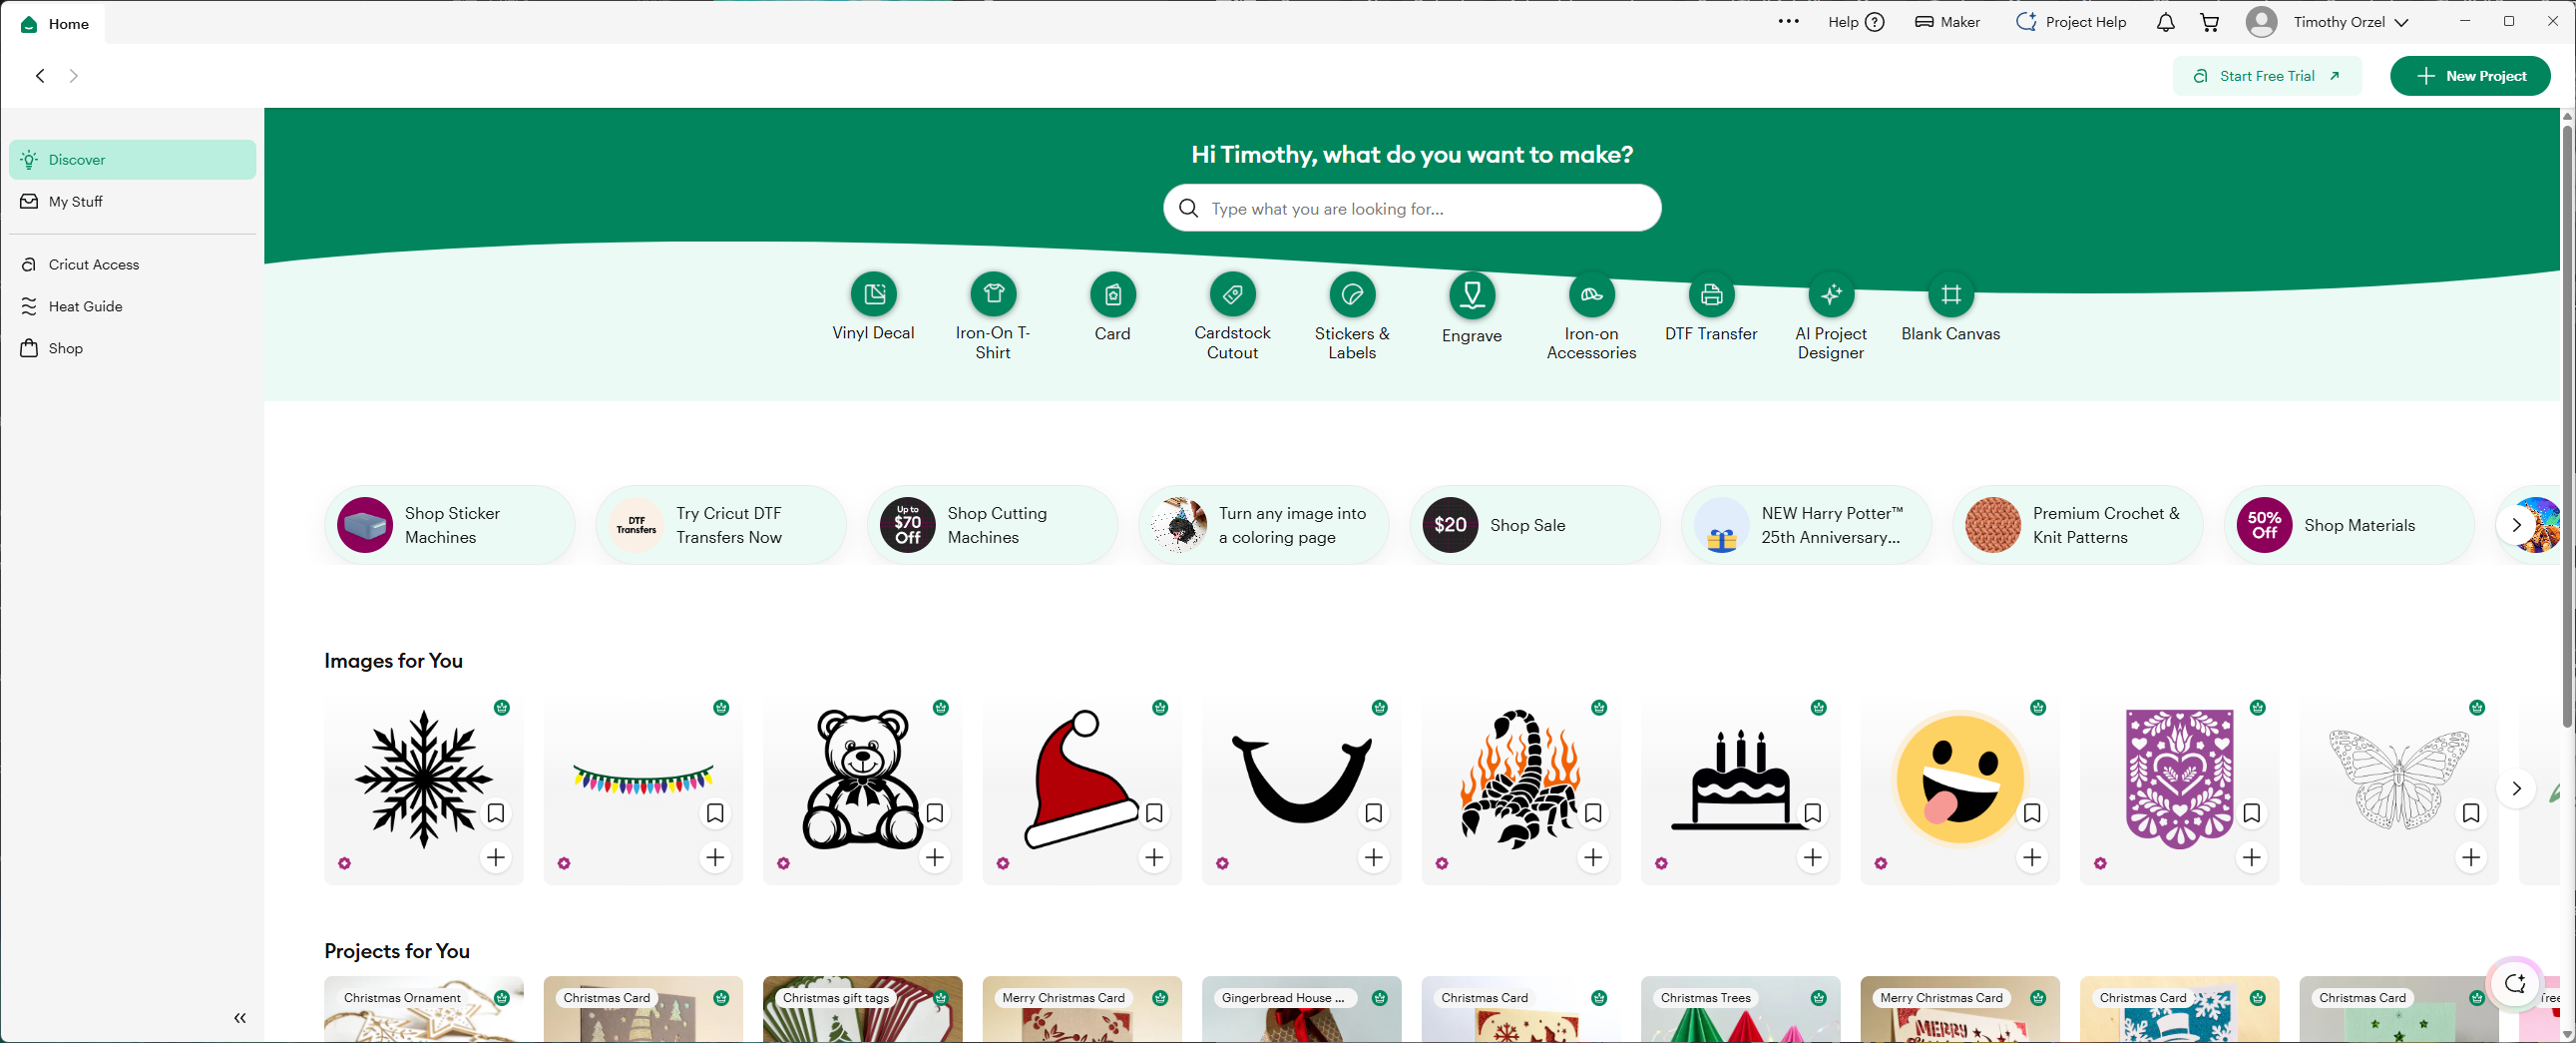 Home
Help
Maker
Project Help
Timothy Orzel
Start Free Trial
New Project
Discover
My Stuff
Cricut Access
Heat Guide
Shop
Hi Timothy, what do you want to make?
Type what you are looking for...
Vinyl Decal
Iron-On T-
Shirt
Card
Cardstock
Cutout
Stickers &
Labels
Engrave
Iron-on
Accessories
DTF Transfer
AI Project
Designer
Blank Canvas
Shop Sticker
Machines
DTF
Transfers
Try Cricut DTF
Transfers Now
Up to
$70
Off
Shop Cutting
Machines
Turn any image into
a coloring page
$20
Shop Sale
NEW Harry Potter™
25th Anniversary...
Premium Crochet &
Knit Patterns
50%
Off
Shop Materials
Images for You
Projects for You
Christmas Ornament
Christmas Card
Christmas gift tags
Merry Christmas Card
Gingerbread House ...
Christmas Card
Christmas Trees
Merry Christmas Card
MERRY
Christmas Card
Christmas Card